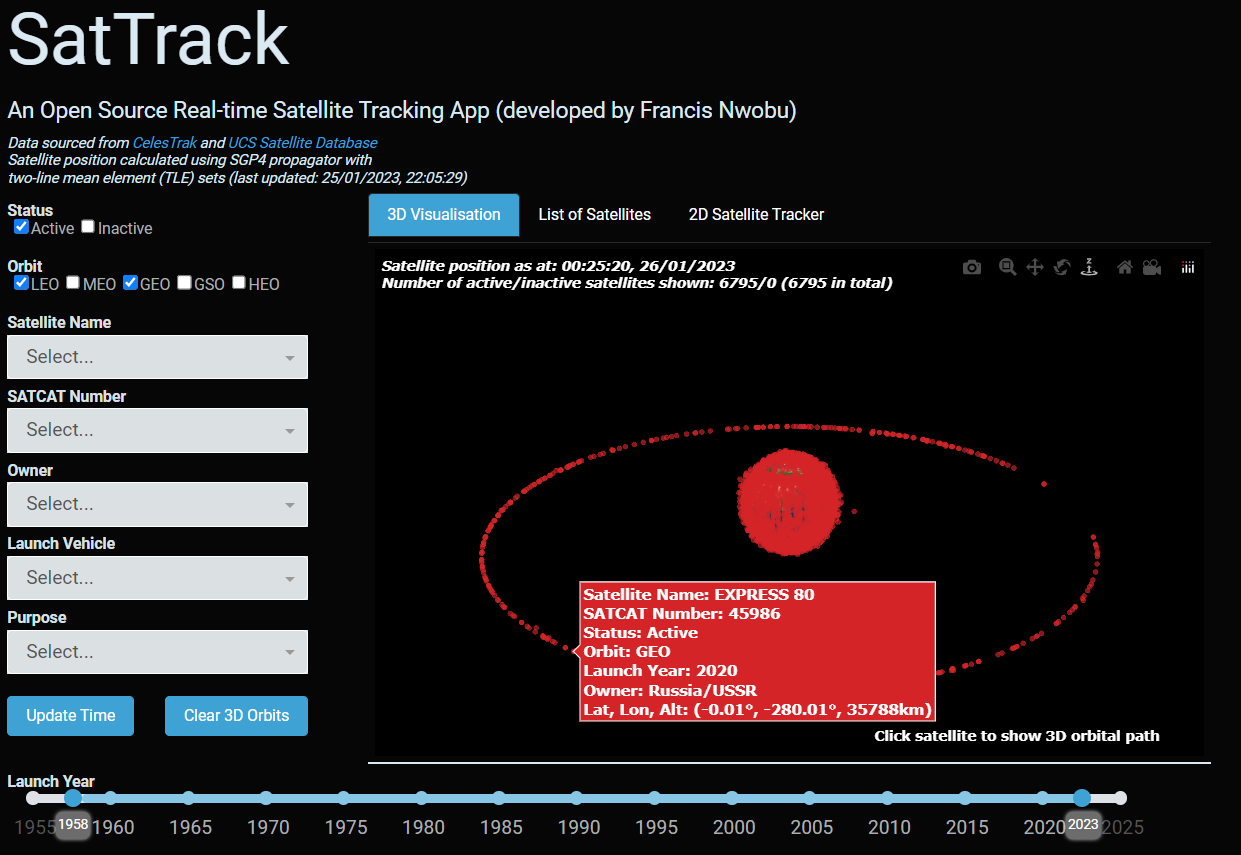 SatTrack
An Open Source Real-time Satellite Tracking App (developed by Francis Nwobu)
Data sourced from CelesTrak and UCS Satellite Database
Satellite position calculated using SGP4 propagator with
two-line mean element (TLE) sets (last updated: 25/01/2023, 22:05:29)
Status
Active Inactive
Orbit
LEO MEO GEO GSO HEO
Satellite Name
Select...
SATCAT Number
Select...
Owner
Select...
Launch Vehicle
Select...
Purpose
Select...
Update Time Clear 3D Orbits
3D Visualisation List of Satellites 2D Satellite Tracker
Satellite position as at: 00:25:20, 26/01/2023
Number of active/inactive satellites shown: 6795/0 (6795 in total)
Z
Satellite Name: EXPRESS 80
SATCAT Number: 45986
Status: Active
Orbit: GEO
Launch Year: 2020
Owner: Russia/USSR
Lat, Lon, Alt: (-0.01°, -280.01°, 35788km)
Click satellite to show 3D orbital path
Launch Year
1955 1958 1960 1965 1970 1975 1980 1985 1990 1995 2000 2005 2010 2015 2020 2023 2025